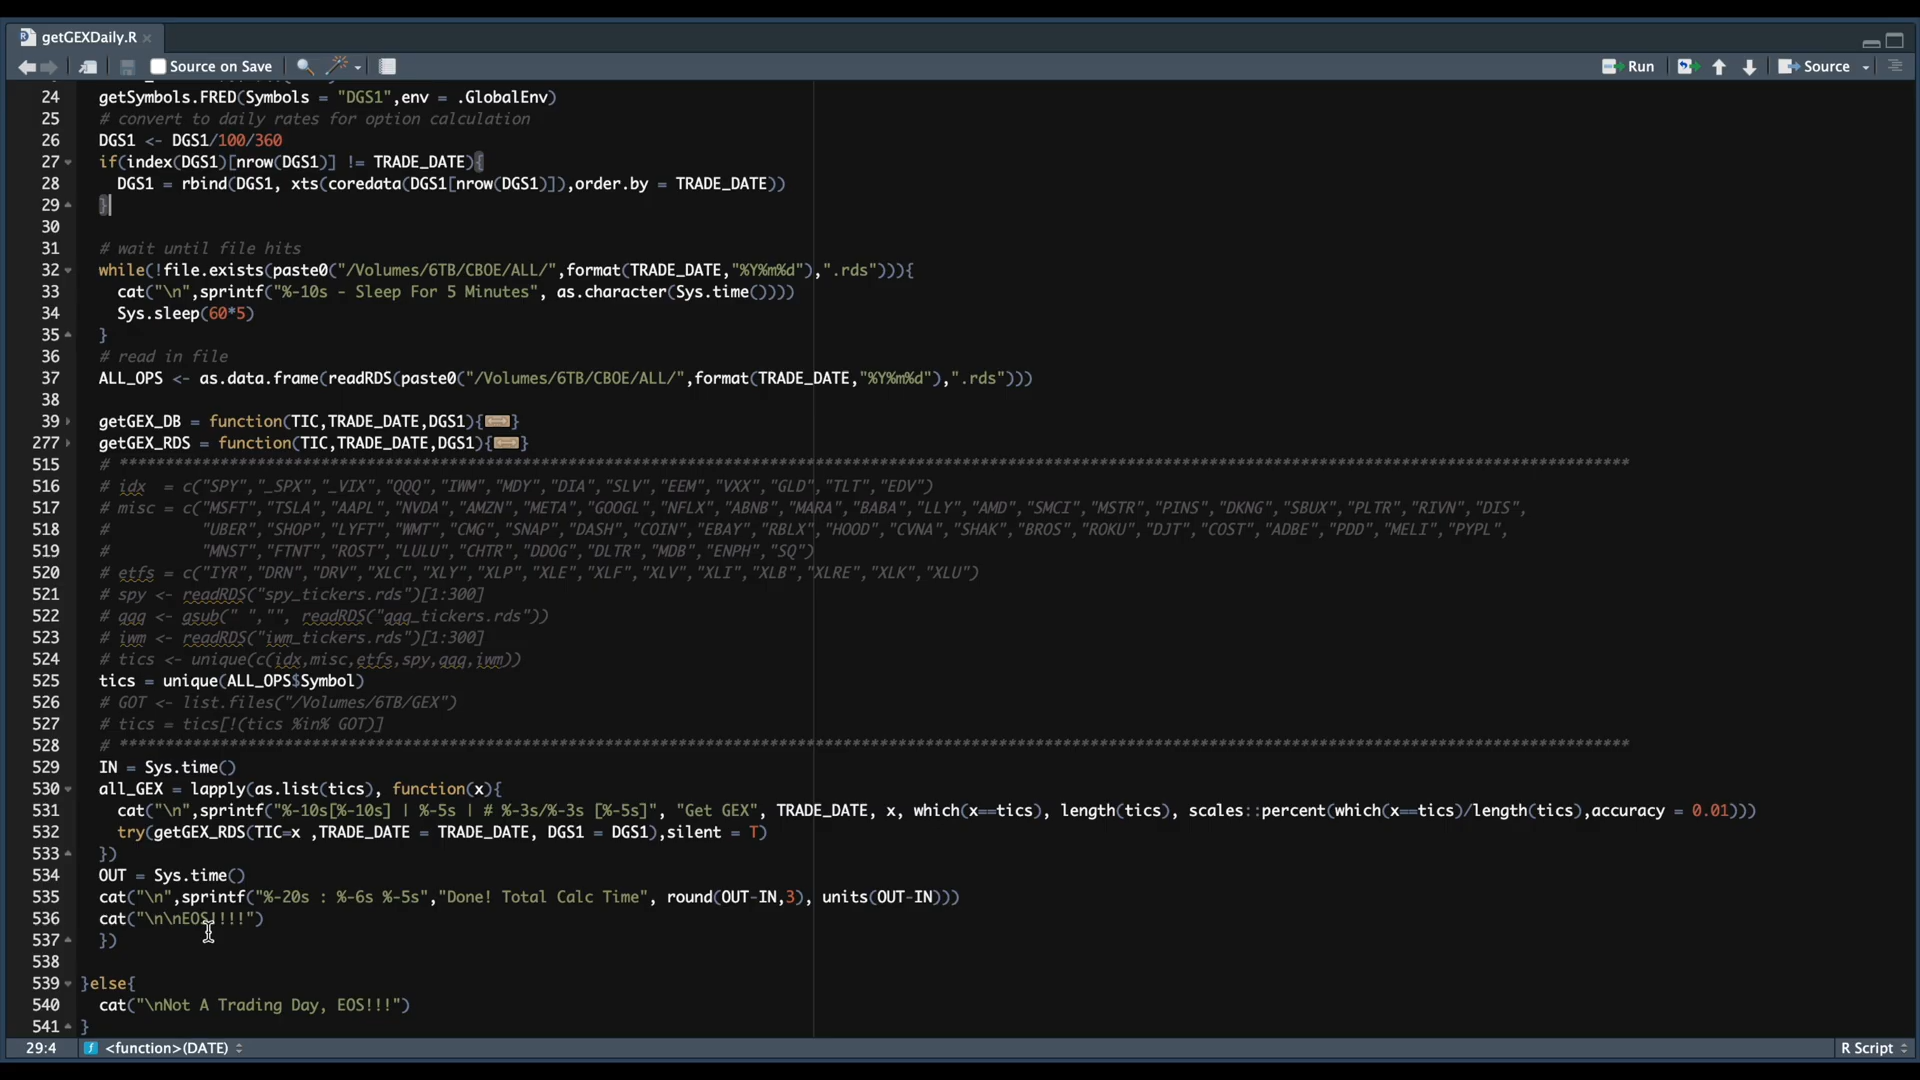 getGEXDaily.R
Source on Save
Run
Source
24 getSymbols.FRED(Symbols = "DGS1",env = .GlobalEnv)
25 # convert to daily rates for option calculation
26 DGS1 <- DGS1/100/360
27 if(index(DGS1)[nrow(DGS1)] != TRADE_DATE){
28 DGS1 = rbind(DGS1, xts(coredata(DGS1[nrow(DGS1)]),order.by = TRADE_DATE))
29 }
30
31 # wait until file hits
32 while(!file.exists(paste0("/Volumes/6TB/CBOE/ALL/",format(TRADE_DATE,"%Y%m%d"),".rds"))){
33 cat("\n",sprintf("%-10s - Sleep For 5 Minutes", as.character(Sys.time())))
34 Sys.sleep(60*5)
35 }
36 # read in file
37 ALL_OPS <- as.data.frame(readRDS(paste0("/Volumes/6TB/CBOE/ALL/",format(TRADE_DATE,"%Y%m%d"),".rds")))
38
39 getGEX_DB = function(TIC,TRADE_DATE,DGS1){}
277 getGEX_RDS = function(TIC,TRADE_DATE,DGS1){}
515 # ********************************************************************************************************************************************************************
516 # idx = c("SPY","_SPX","_VIX","QQQ","IWM","MDY","DIA","SLV","EEM","VXX","GLD","TLT","EDV")
517 # misc = c("MSFT","TSLA","AAPL","NVDA","AMZN","META","GOOGL","NFLX","ABNB","MARA","BABA","LLY","AMD","SMCI","MSTR","PINS","DKNG","SBUX","PLTR","RIVN","DIS",
518 # "UBER","SHOP","LYFT","WMT","CMG","SNAP","DASH","COIN","EBAY","RBLX","HOOD","CVNA","SHAK","BROS","ROKU","DJT","COST","ADBE","PDD","MELI","PYPL",
519 # "MNST","FTNT","ROST","LULU","CHTR","DDOG","DLTR","MDB","ENPH","SQ")
520 # etfs = c("IYR","DRN","DRV","XLC","XLY","XLP","XLE","XLF","XLV","XLI","XLB","XLRE","XLK","XLU")
521 # spy <- readRDS("spy_tickers.rds")[1:300]
522 # qqq <- gsub(" ","", readRDS("qqq_tickers.rds"))
523 # iwm <- readRDS("iwm_tickers.rds")[1:300]
524 # tics <- unique(c(idx,misc,etfs,spy,qqq,iwm))
525 tics = unique(ALL_OPS$Symbol)
526 # GOT <- list.files("/Volumes/6TB/GEX")
527 # tics = tics[!(tics %in% GOT)]
528 # ********************************************************************************************************************************************************************
529 IN = Sys.time()
530 all_GEX = lapply(as.list(tics), function(x){
531 cat("\n",sprintf("%-10s[%-10s] | %-5s | # %-3s/%-3s [%-5s]", "Get GEX", TRADE_DATE, x, which(x==tics), length(tics), scales::percent(which(x==tics)/length(tics),accuracy = 0.01)))
532 try(getGEX_RDS(TIC=x ,TRADE_DATE = TRADE_DATE, DGS1 = DGS1),silent = T)
533 })
534 OUT = Sys.time()
535 cat("\n",sprintf("%-20s : %-6s %-5s","Done! Total Calc Time", round(OUT-IN,3), units(OUT-IN)))
536 cat("\n\nEOS!!!!")
537 })
538
539 }else{
540 cat("\nNot A Trading Day, EOS!!!")
541 }
29:4 <function>(DATE)
R Script